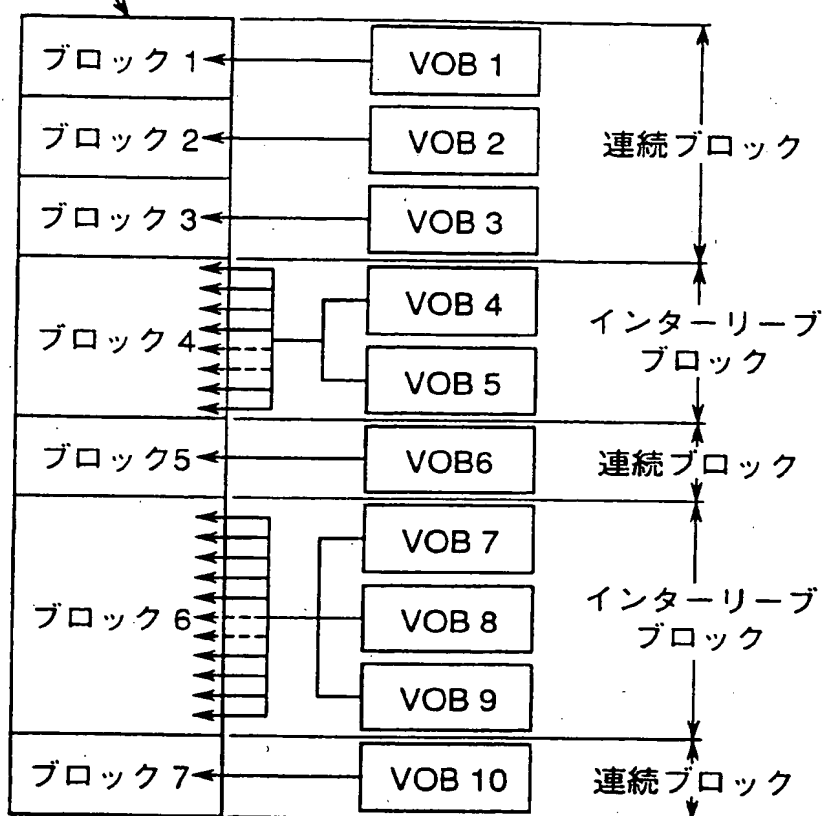 ブロック 1
VOB 1
ブロック 2
VOB 2
連続ブロック
ブロック 3
VOB 3
ブロック 4
VOB 4
VOB 5
インターリーブ
ブロック
ブロック5
VOB6
連続ブロック
ブロック 6
VOB 7
VOB 8
VOB 9
インターリーブ
ブロック
ブロック 7
VOB 10
連続ブロック